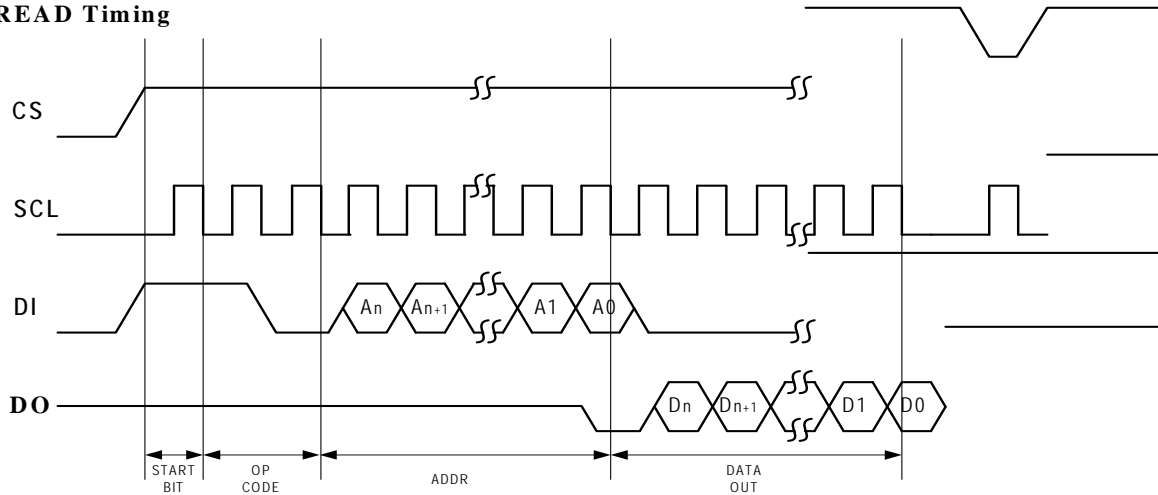 READ Timing
CS
SCL
DI
An
An+1
A1
A0
DO
Dn
Dn+1
D1
D0
START
BIT
OP
CODE
ADDR
DATA
OUT